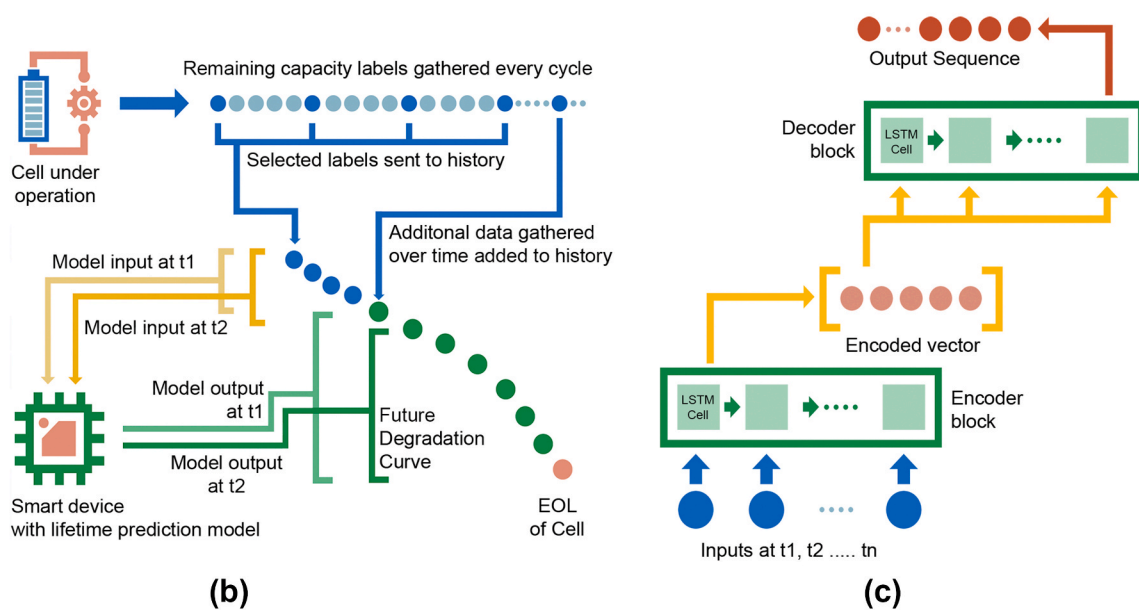 Remaining capacity labels gathered every cycle
Selected labels sent to history
Cell under
operation
Additonal data gathered
over time added to history
Model input at t1
Model input at t2
Model output
at t1
Model output
at t2
Future
Degradation
Curve
Smart device
with lifetime prediction model
EOL
of Cell
(b)
Output Sequence
Decoder
block
LSTM
Cell
Encoded vector
LSTM
Cell
Encoder
block
Inputs at t1, t2 ..... tn
(c)